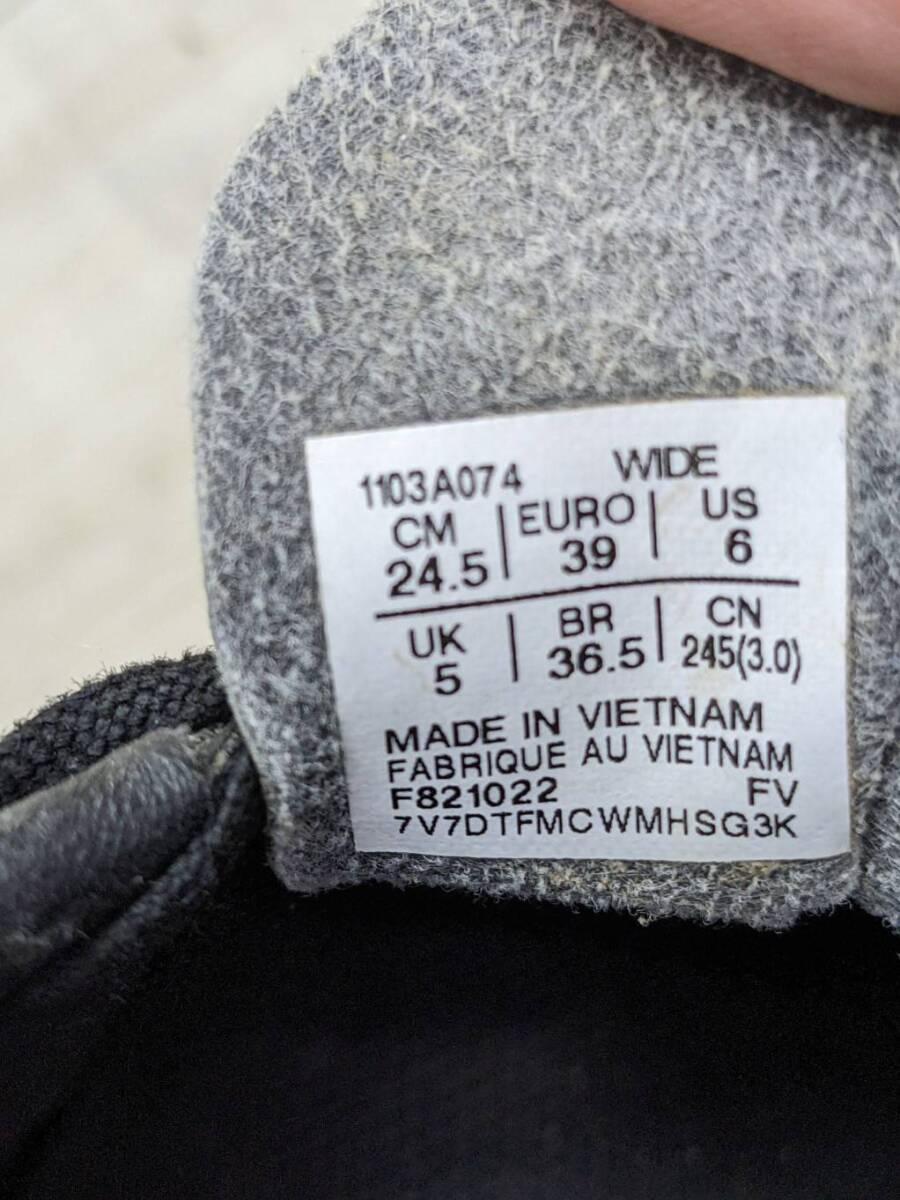 1103A074 WIDE
CM | EURO | US
24.5 39 6
UK | BR | CN
5 36.5 245(3.0)
MADE IN VIETNAM
FABRIQUE AU VIETNAM
F821022 FV
7V7DTFMCWMHSG3K